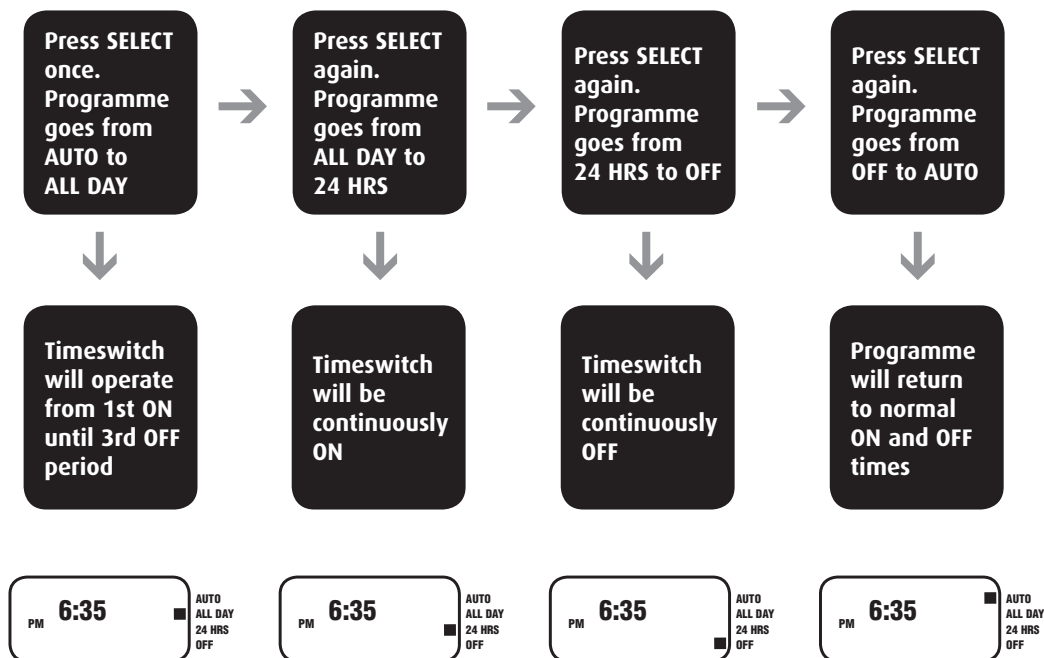 Press SELECT
once.
Programme
goes from
AUTO to
ALL DAY
Press SELECT
again.
Programme
goes from
ALL DAY to
24 HRS
Press SELECT
again.
Programme
goes from
24 HRS to OFF
Press SELECT
again.
Programme
goes from
OFF to AUTO
Timeswitch
will operate
from 1st ON
until 3rd OFF
period
Timeswitch
will be
continuously
ON
Timeswitch
will be
continuously
OFF
Programme
will return
to normal
ON and OFF
times
PM 6:35
AUTO
ALL DAY
24 HRS
OFF
PM 6:35
AUTO
ALL DAY
24 HRS
OFF
PM 6:35
AUTO
ALL DAY
24 HRS
OFF
PM 6:35
AUTO
ALL DAY
24 HRS
OFF